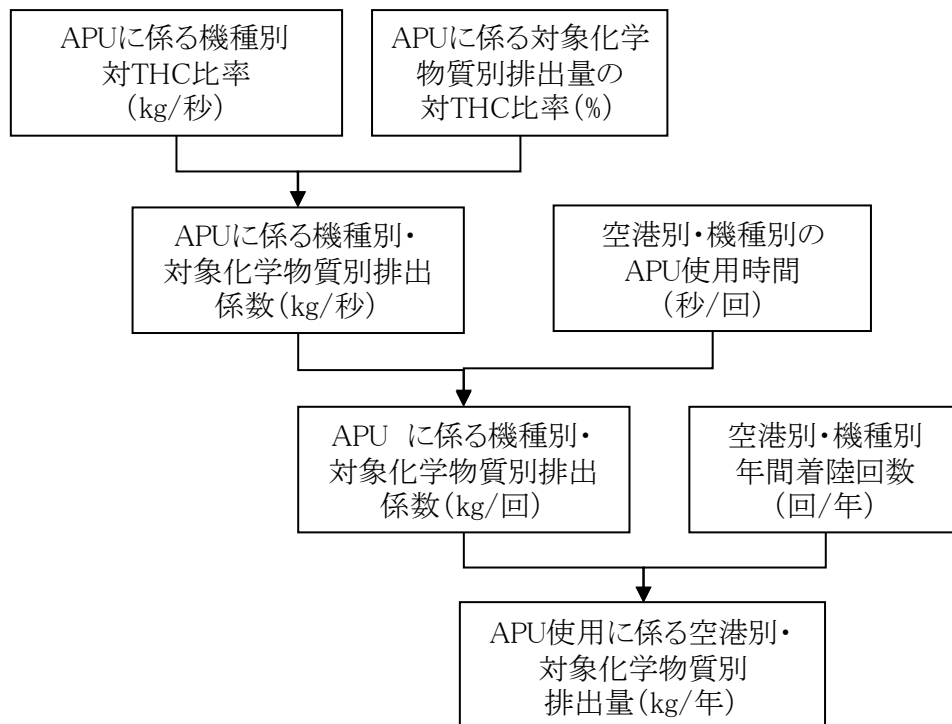 APUに係る機種別
対THC比率
(kg/秒)
APUに係る対象化学
物質別排出量の
対THC比率(%)
APUに係る機種別・
対象化学物質別排出
係数(kg/秒)
空港別・機種別の
APU使用時間
(秒/回)
APU に係る機種別・
対象化学物質別排出
係数(kg/回)
空港別・機種別
年間着陸回数
(回/年)
APU使用に係る空港別・
対象化学物質別
排出量(kg/年)